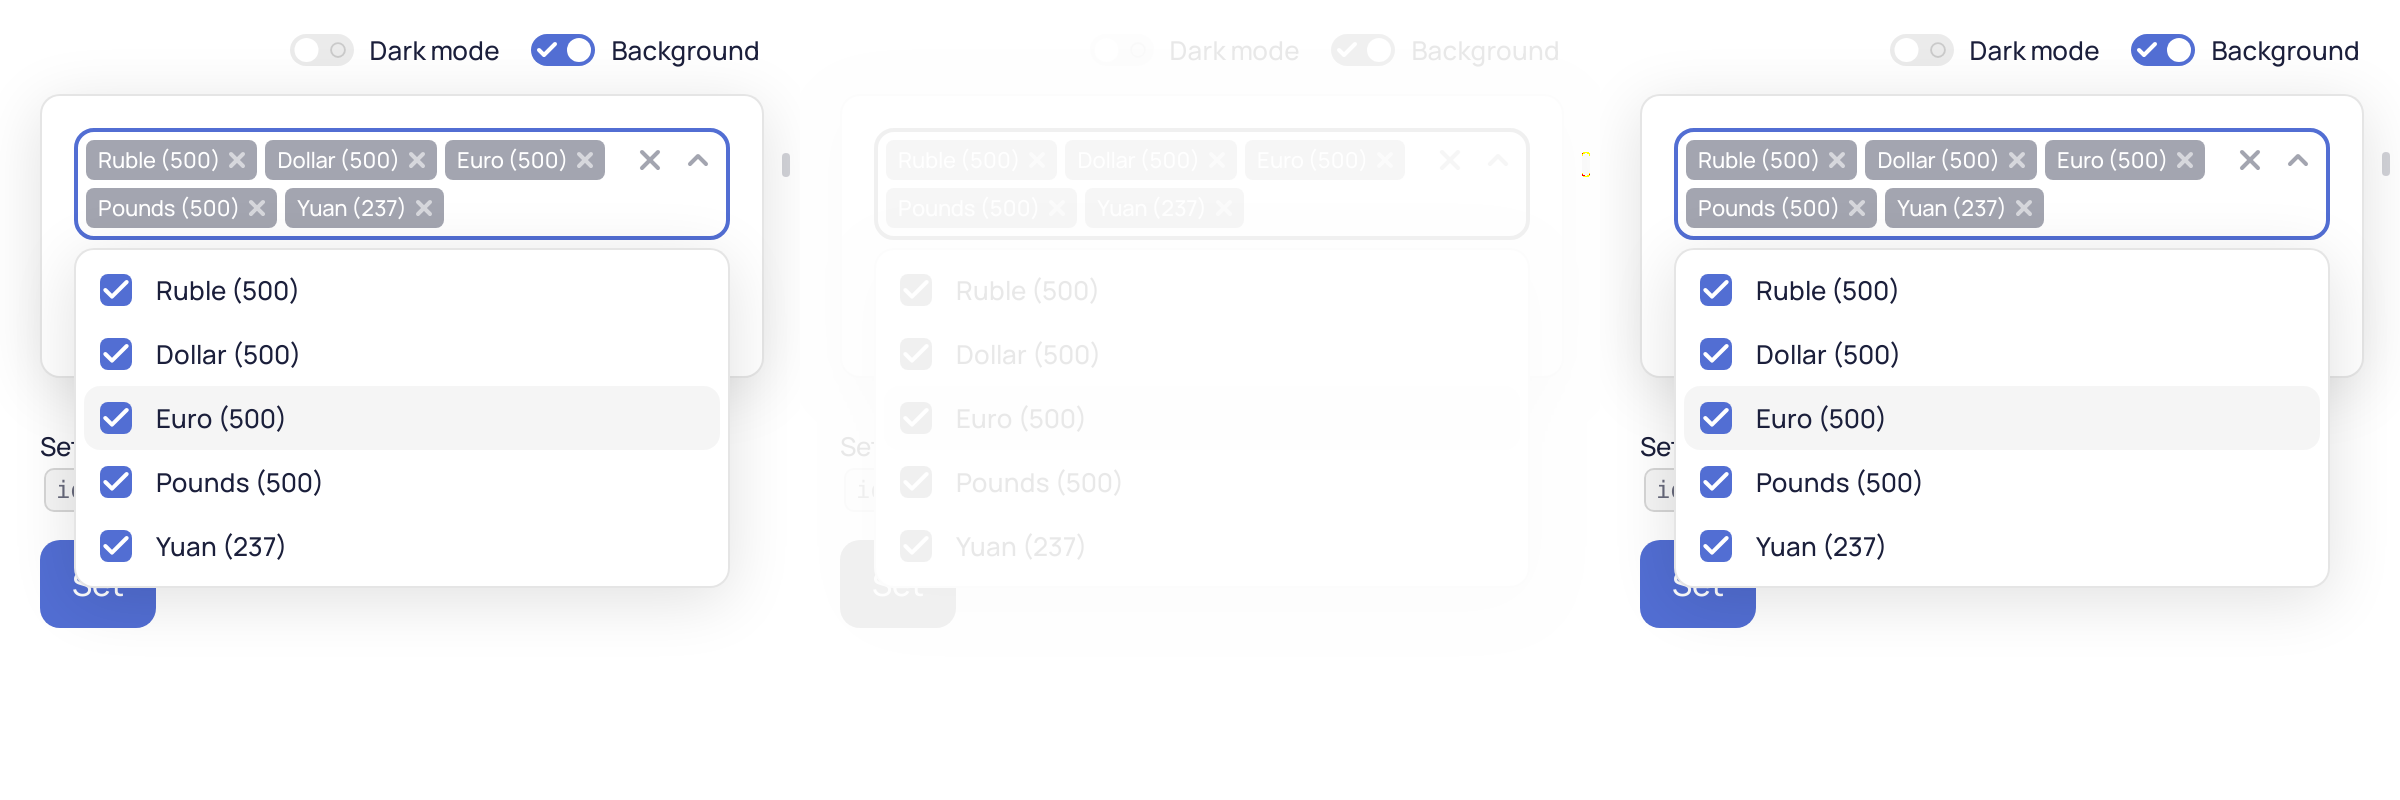 Dark mode Background
Ruble (500) Dollar (500) Euro (500)
Pounds (500) Yuan (237)
Ruble (500)
Dollar (500)
Euro (500)
Pounds (500)
Yuan (237)
Set
Dark mode Background
Ruble (500) Dollar (500) Euro (500)
Pounds (500) Yuan (237)
Ruble (500)
Dollar (500)
Euro (500)
Pounds (500)
Yuan (237)
Set
Dark mode Background
Ruble (500) Dollar (500) Euro (500)
Pounds (500) Yuan (237)
Ruble (500)
Dollar (500)
Euro (500)
Pounds (500)
Yuan (237)
Set